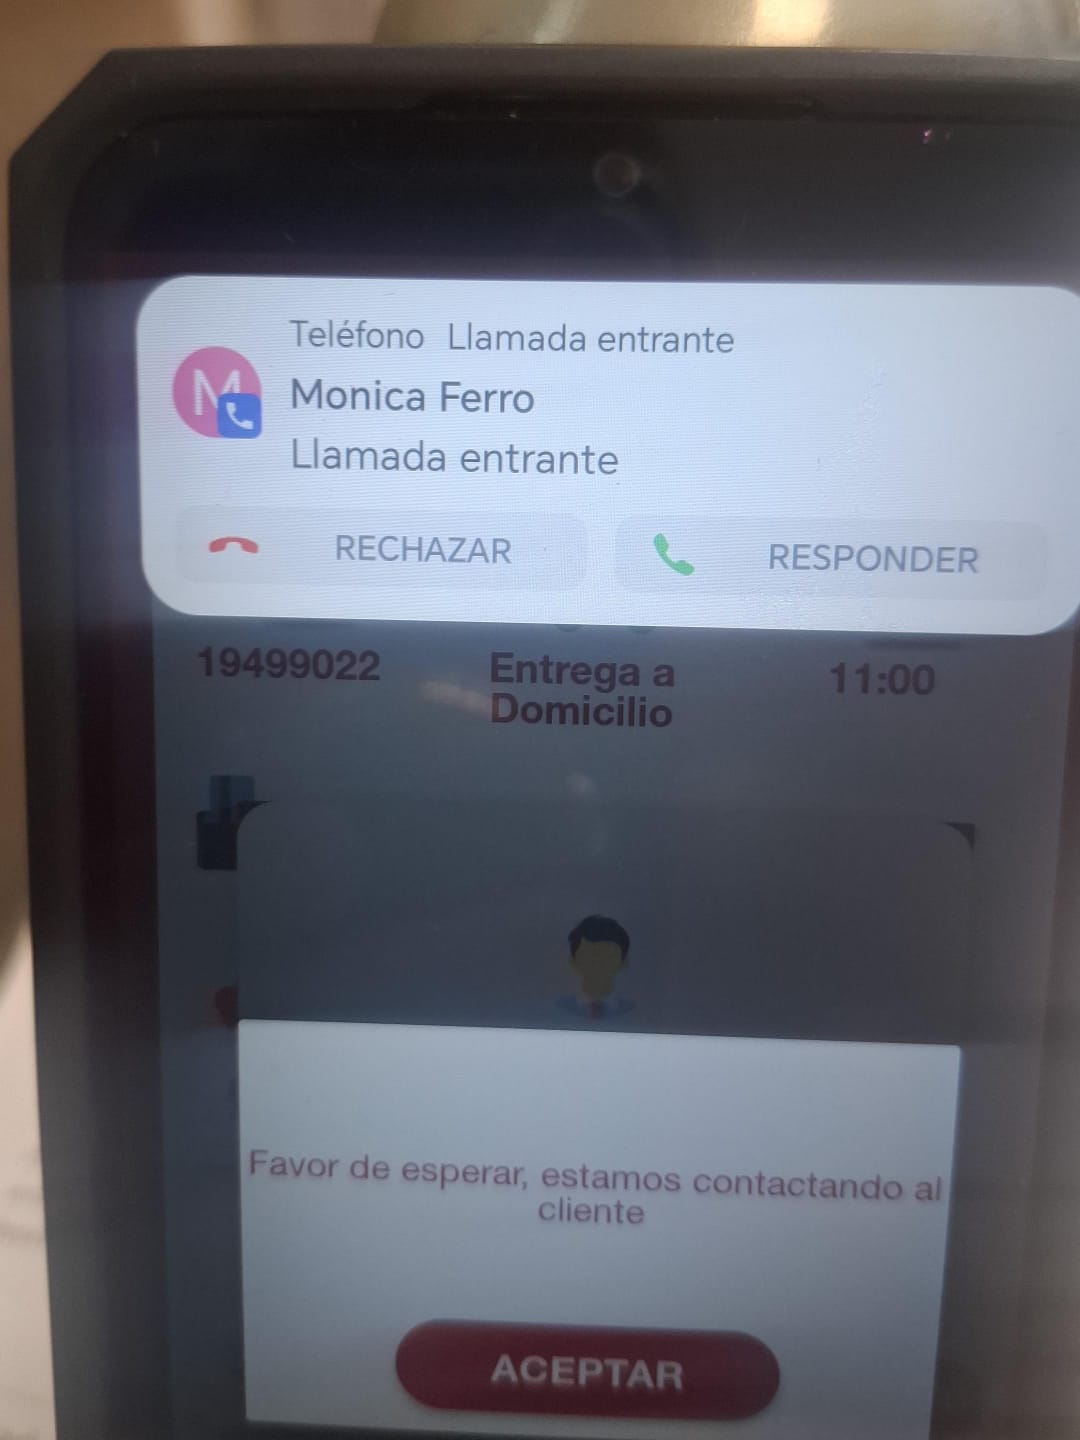 Teléfono Llamada entrante
M
Monica Ferro
Llamada entrante
RECHAZAR
RESPONDER
19499022
Entrega a
Domicilio
11:00
Favor de esperar, estamos contactando al
cliente
ACEPTAR